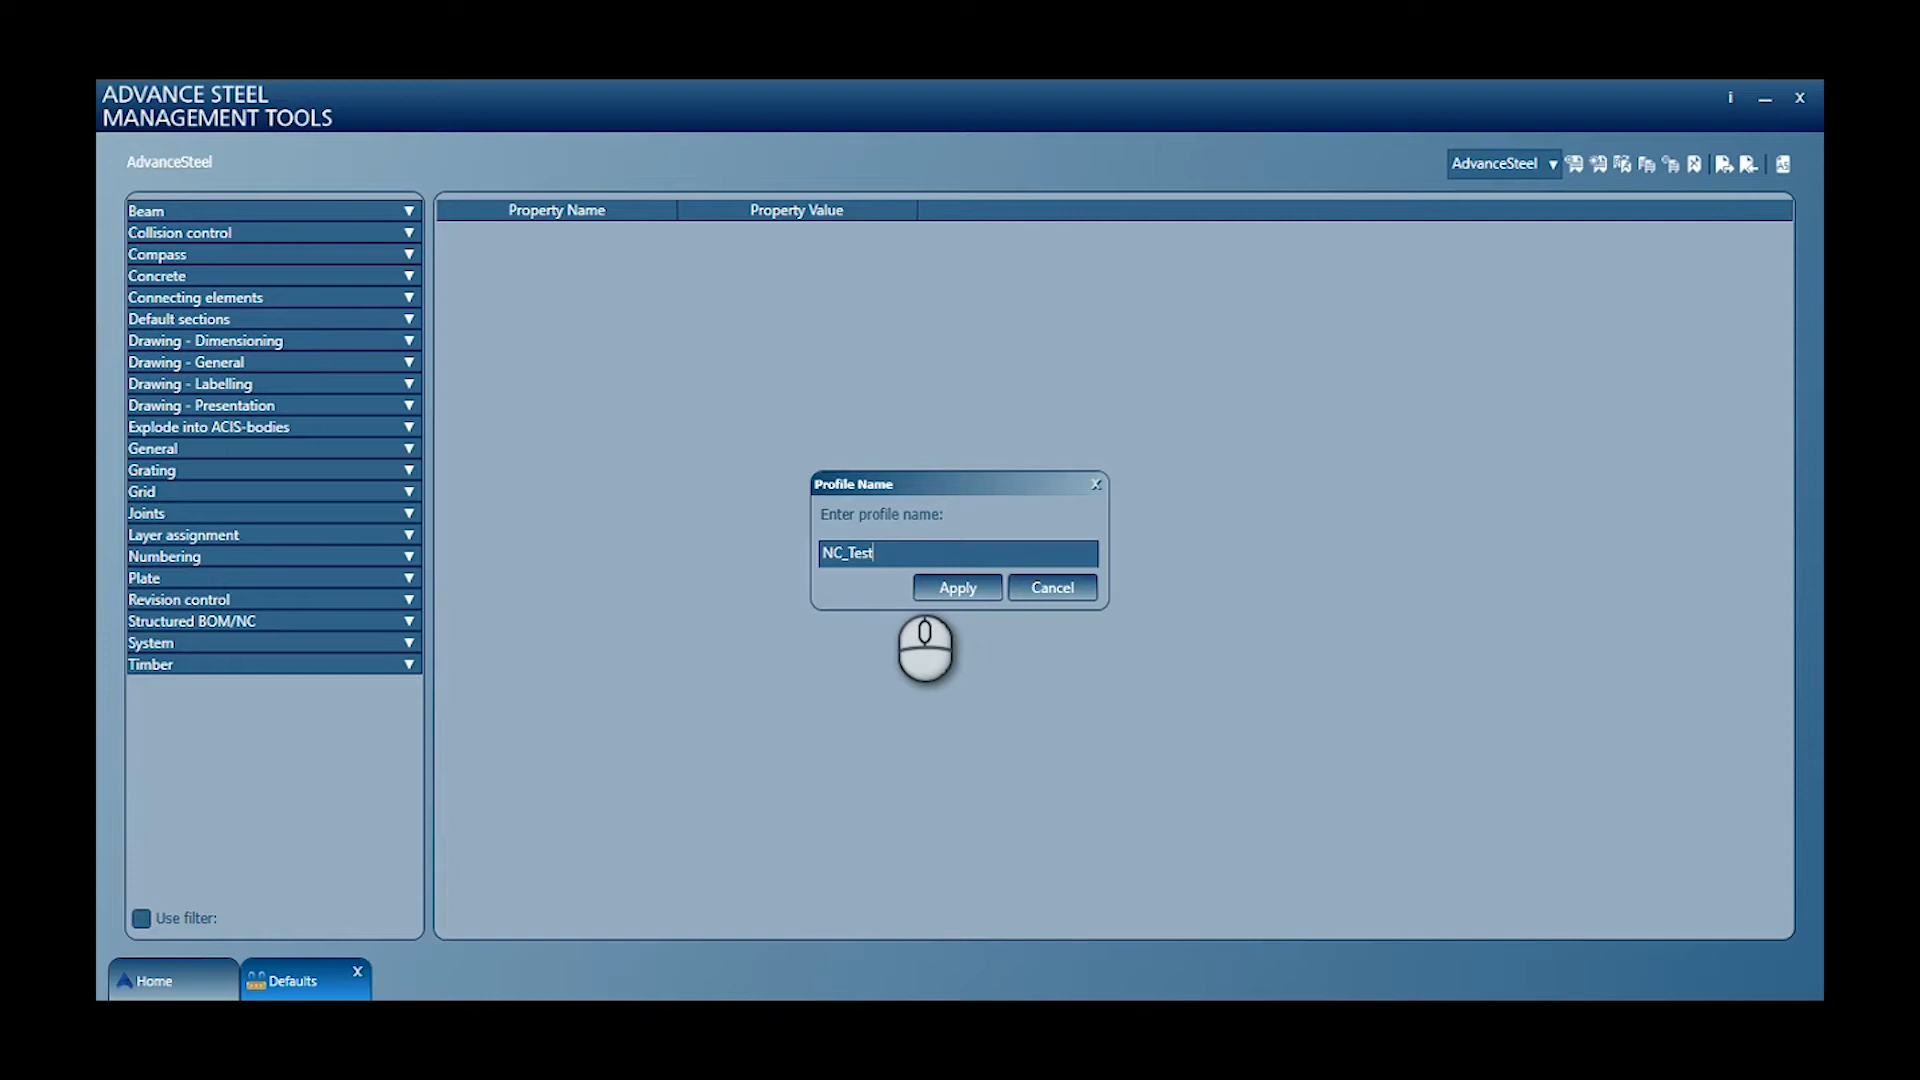 ADVANCE STEEL
MANAGEMENT TOOLS
i
X
AdvanceSteel
AdvanceSteel
Beam
Collision control
Compass
Concrete
Connecting elements
Default sections
Drawing - Dimensioning
Drawing - General
Drawing - Labelling
Drawing - Presentation
Explode into ACIS-bodies
General
Grating
Grid
Joints
Layer assignment
Numbering
Plate
Revision control
Structured BOM/NC
System
Timber
Use filter:
Property Name
Property Value
Profile Name
X
Enter profile name:
NC_Test
Apply
Cancel
Home
Defaults
X